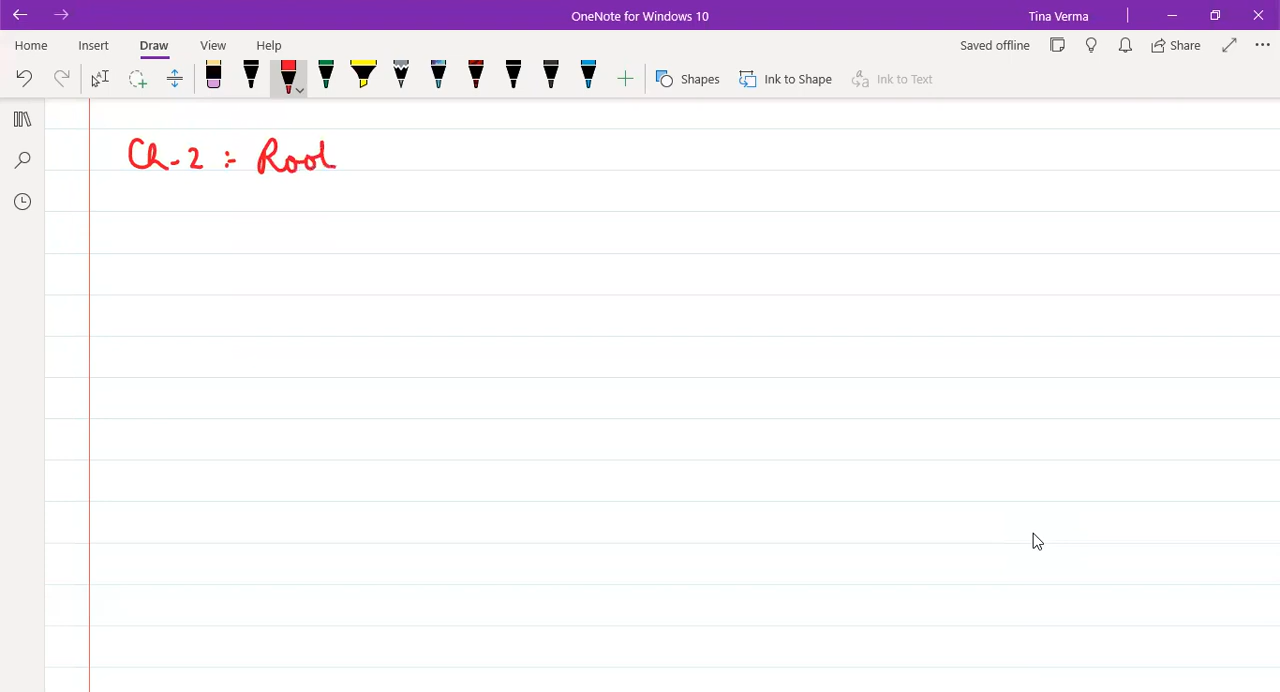 OneNote for Windows 10
Tina Verma
Home Insert Draw View Help
Saved offline
Share
Shapes
Ink to Shape
Ink to Text
Ch-2 :-